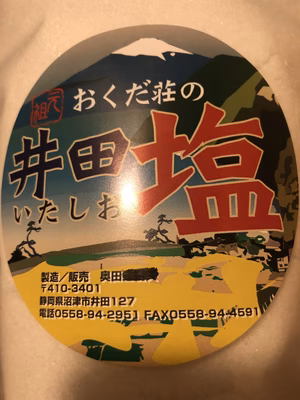 元祖
おくだ荘の
井田塩
いたしお
製造／販売 奥田
〒410-3401
静岡県沼津市井田127
電話0558-94-2951 FAX0558-94-4591